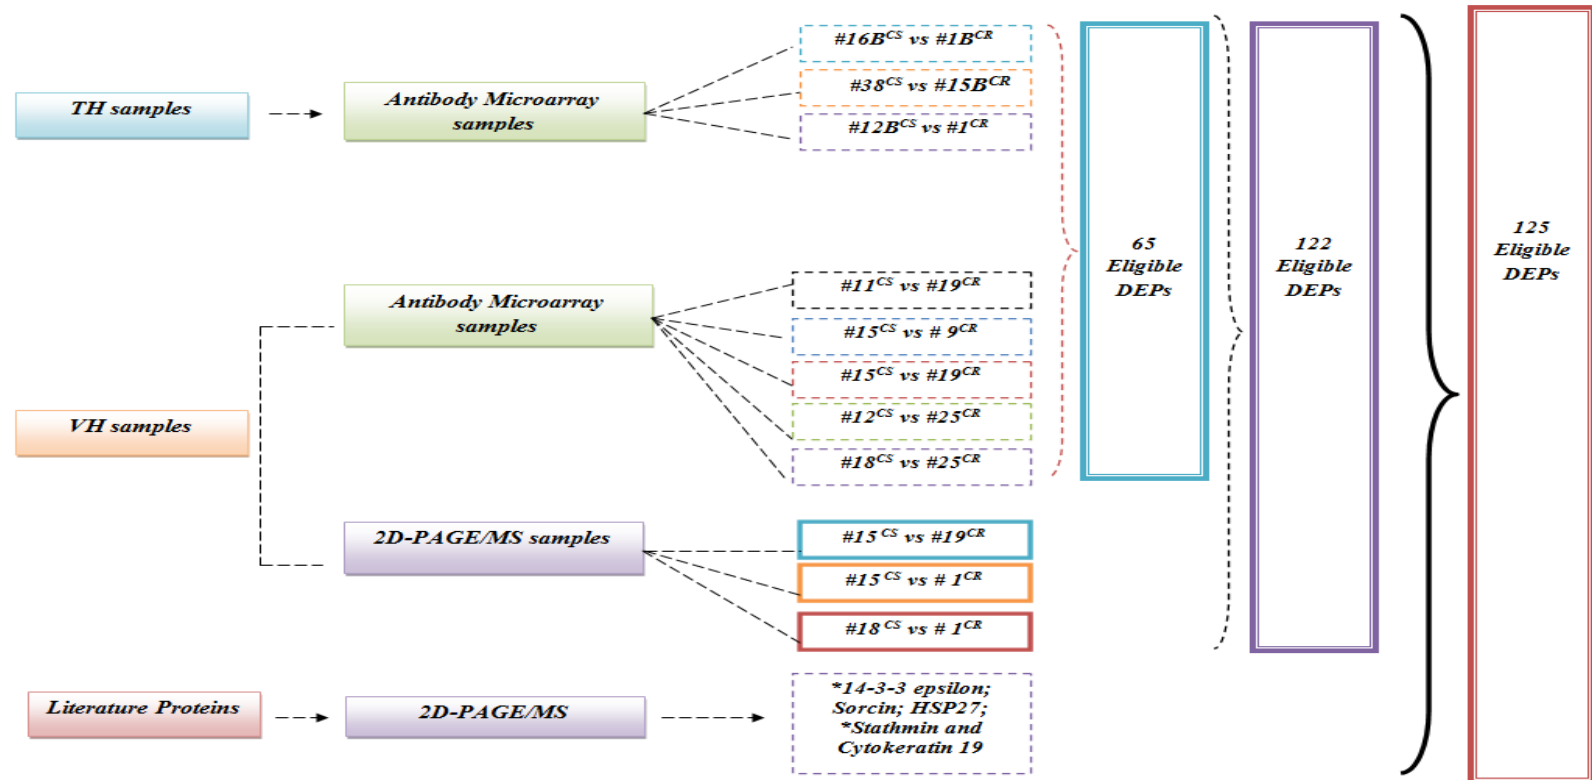 TH samples
Antibody Microarray
samples
#16B^CS vs #1B^CR
#38^CS vs #15B^CR
#12B^CS vs #1^CR
VH samples
Antibody Microarray
samples
#11^CS vs #19^CR
#15^CS vs # 9^CR
#15^CS vs #19^CR
#12^CS vs #25^CR
#18^CS vs #25^CR
2D-PAGE/MS samples
#15 ^CS vs #19^CR
#15 ^CS vs # 1^CR
#18 ^CS vs # 1^CR
Literature Proteins
2D-PAGE/MS
*14-3-3 epsilon;
Sorcin; HSP27;
*Stathmin and
Cytokeratin 19
65
Eligible
DEPs
122
Eligible
DEPs
125
Eligible
DEPs